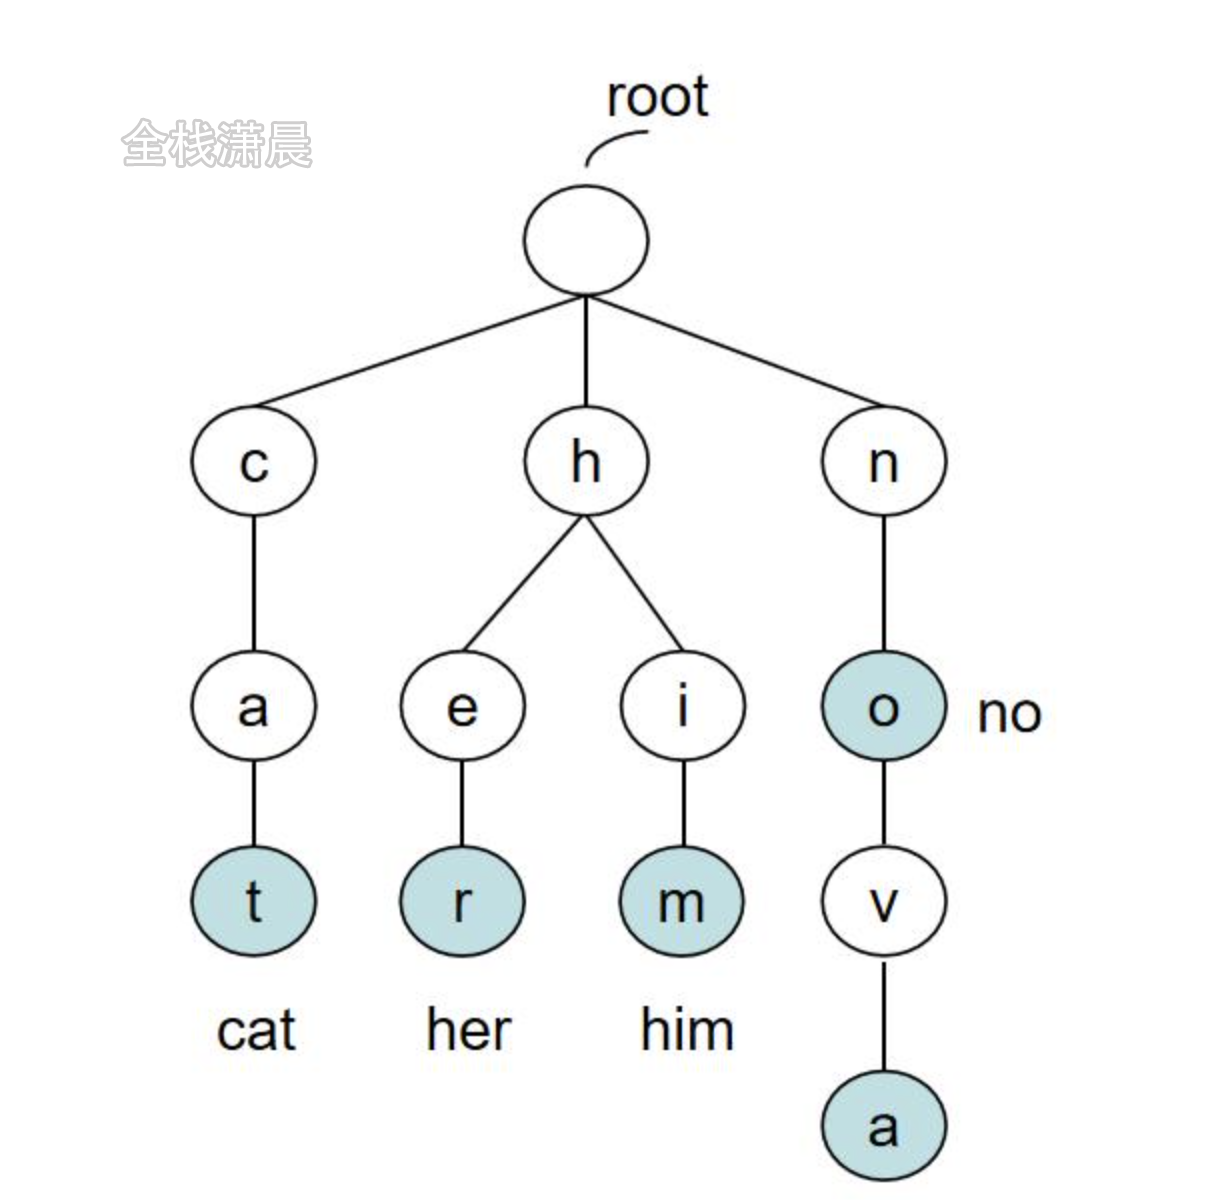 root
全栈潇晨
c h n
a e i o no
t r m v
cat her him
a